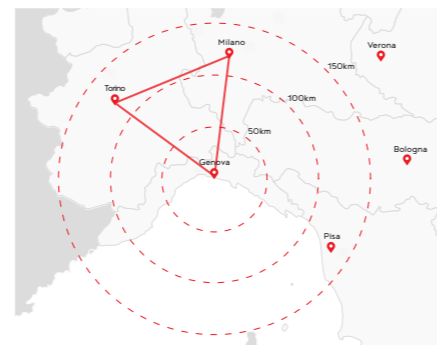 Milano
Verona
150km
Torino
100km
50km
Bologna
Genova
Pisa